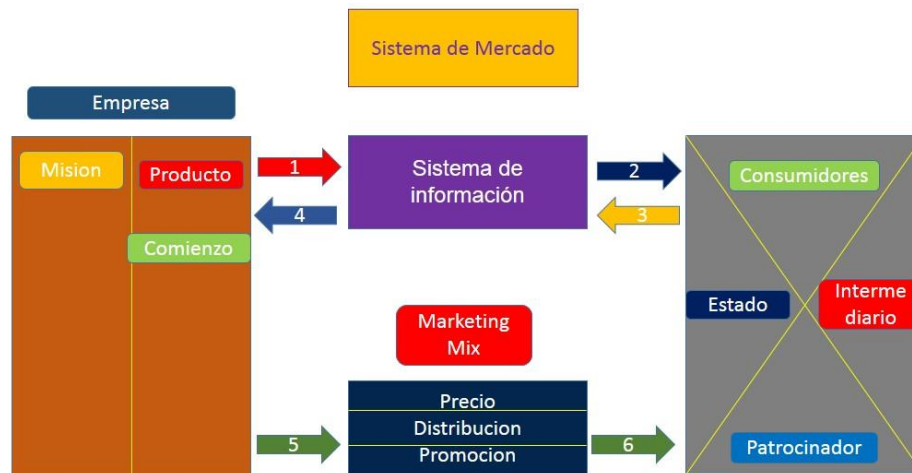 Sistema de Mercado
Empresa
Mision
Producto
1
Sistema de
información
2
Consumidores
4
3
Comienzo
Estado
Interme
diario
Marketing
Mix
Precio
5
Distribucion
6
Promocion
Patrocinador